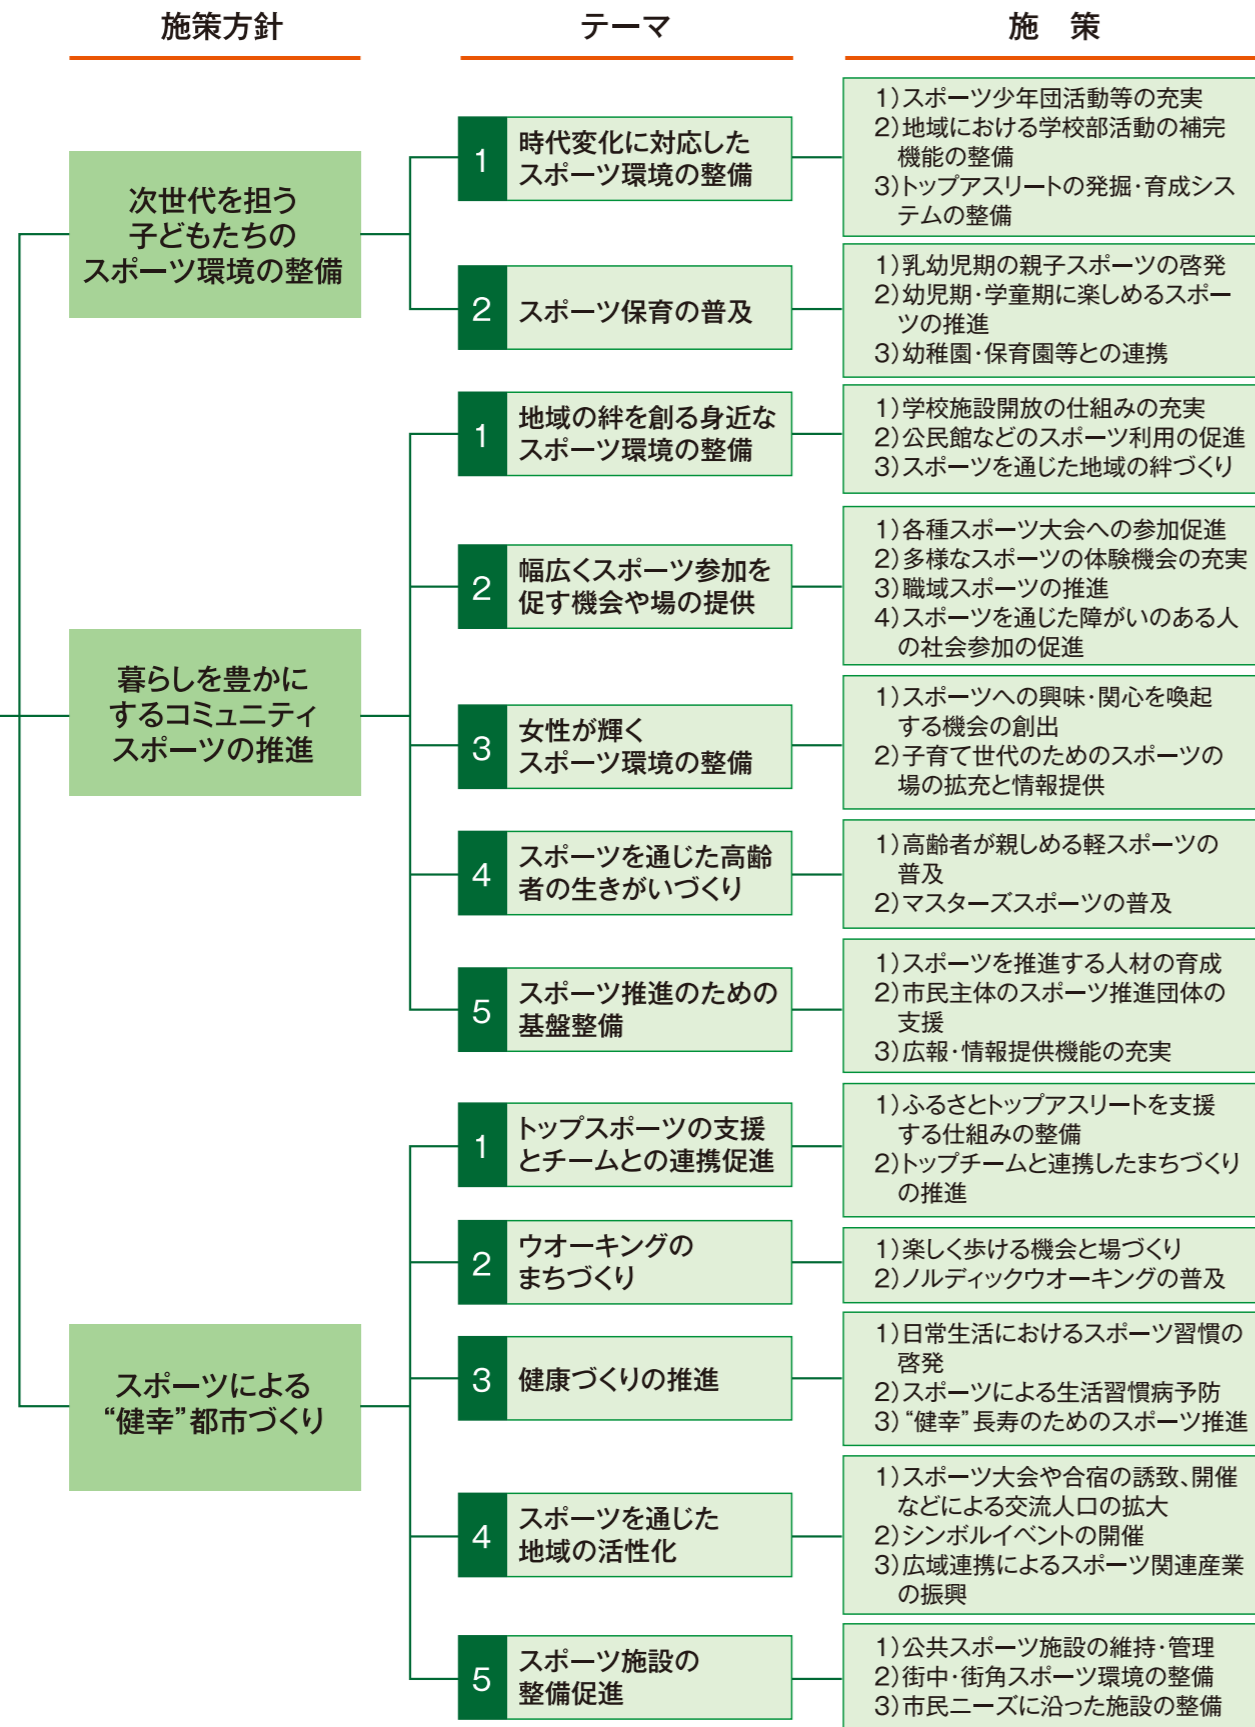 施策方針
テーマ
施　策
次世代を担う
子どもたちの
スポーツ環境の整備
1
時代変化に対応した
スポーツ環境の整備
1)スポーツ少年団活動等の充実
2)地域における学校部活動の補完
機能の整備
3)トップアスリートの発掘・育成シス
テムの整備
2
スポーツ保育の普及
1)乳幼児期の親子スポーツの啓発
2)幼児期・学童期に楽しめるスポー
ツの推進
3)幼稚園・保育園等との連携
暮らしを豊かに
するコミュニティ
スポーツの推進
1
地域の絆を創る身近な
スポーツ環境の整備
1)学校施設開放の仕組みの充実
2)公民館などのスポーツ利用の促進
3)スポーツを通じた地域の絆づくり
2
幅広くスポーツ参加を
促す機会や場の提供
1)各種スポーツ大会への参加促進
2)多様なスポーツの体験機会の充実
3)職域スポーツの推進
4)スポーツを通じた障がいのある人
の社会参加の促進
3
女性が輝く
スポーツ環境の整備
1)スポーツへの興味・関心を喚起
する機会の創出
2)子育て世代のためのスポーツの
場の拡充と情報提供
4
スポーツを通じた高齢
者の生きがいづくり
1)高齢者が親しめる軽スポーツの
普及
2)マスターズスポーツの普及
5
スポーツ推進のための
基盤整備
1)スポーツを推進する人材の育成
2)市民主体のスポーツ推進団体の
支援
3)広報・情報提供機能の充実
スポーツによる
“健幸”都市づくり
1
トップスポーツの支援
とチームとの連携促進
1)ふるさとトップアスリートを支援
する仕組みの整備
2)トップチームと連携したまちづくり
の推進
2
ウオーキングの
まちづくり
1)楽しく歩ける機会と場づくり
2)ノルディックウオーキングの普及
3
健康づくりの推進
1)日常生活におけるスポーツ習慣の
啓発
2)スポーツによる生活習慣病予防
3)“健幸”長寿のためのスポーツ推進
4
スポーツを通じた
地域の活性化
1)スポーツ大会や合宿の誘致、開催
などによる交流人口の拡大
2)シンボルイベントの開催
3)広域連携によるスポーツ関連産業
の振興
5
スポーツ施設の
整備促進
1)公共スポーツ施設の維持・管理
2)街中・街角スポーツ環境の整備
3)市民ニーズに沿った施設の整備